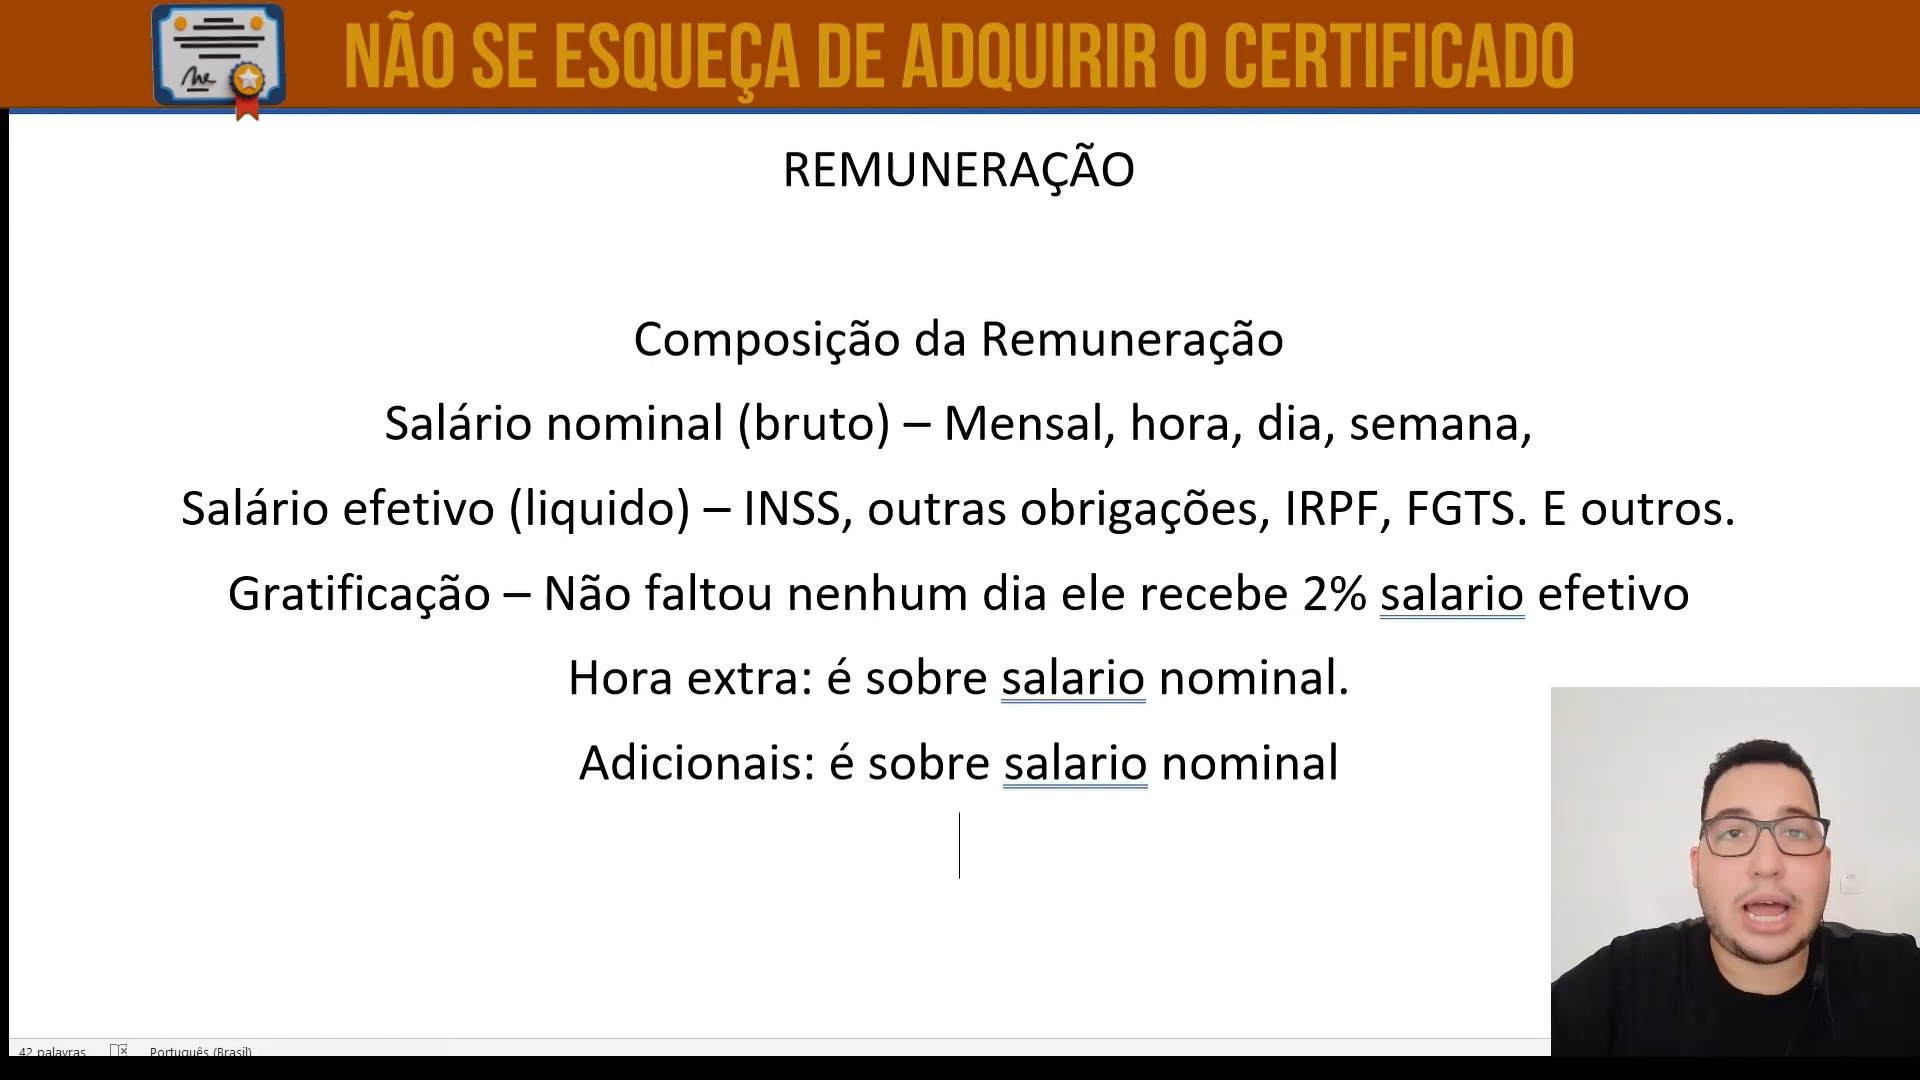 NÃO SE ESQUEÇA DE ADQUIRIR O CERTIFICADO
REMUNERAÇÃO
Composição da Remuneração
Salário nominal (bruto) – Mensal, hora, dia, semana,
Salário efetivo (liquido) – INSS, outras obrigações, IRPF, FGTS. E outros.
Gratificação – Não faltou nenhum dia ele recebe 2% salario efetivo
Hora extra: é sobre salario nominal.
Adicionais: é sobre salario nominal
42 palavras Português (Brasil)